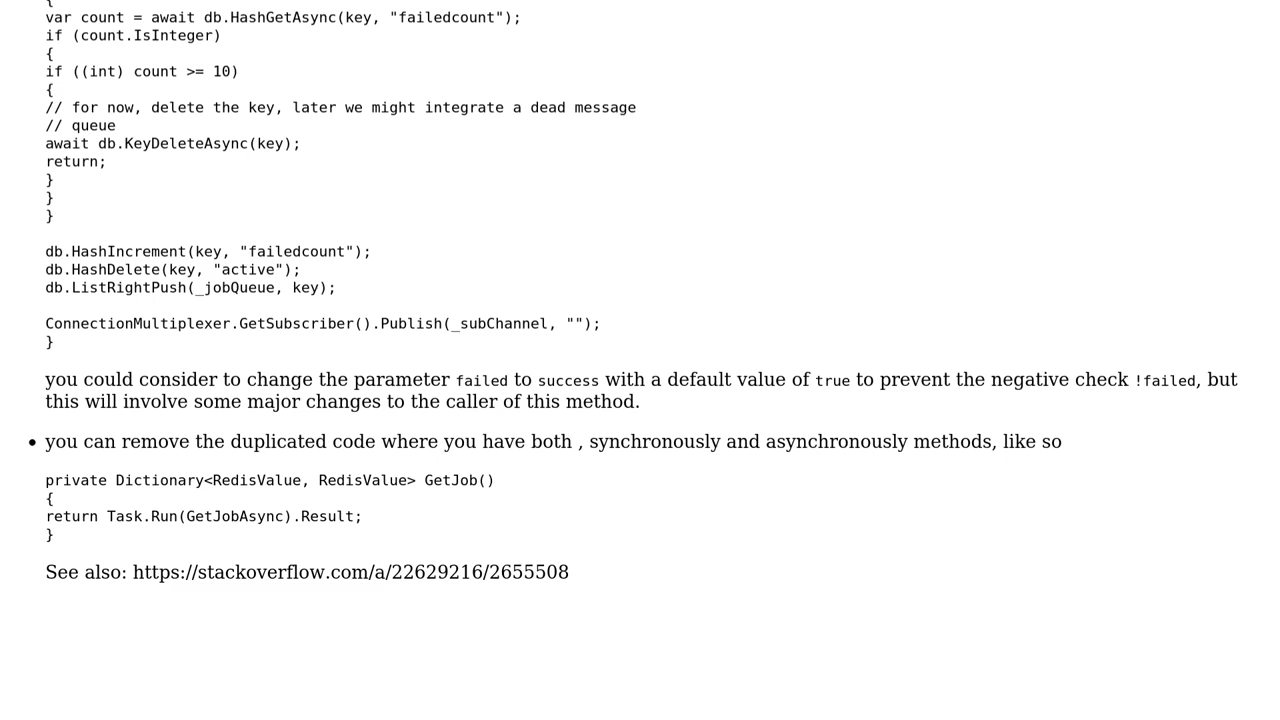 {
var count = await db.HashGetAsync(key, "failedcount");
if (count.IsInteger)
{
if ((int) count >= 10)
{
// for now, delete the key, later we might integrate a dead message
// queue
await db.KeyDeleteAsync(key);
return;
}
}
}
db.HashIncrement(key, "failedcount");
db.HashDelete(key, "active");
db.ListRightPush(_jobQueue, key);
ConnectionMultiplexer.GetSubscriber().Publish(_subChannel, "");
}
you could consider to change the parameter failed to success with a default value of true to prevent the negative check !failed, but
this will involve some major changes to the caller of this method.
• you can remove the duplicated code where you have both , synchronously and asynchronously methods, like so
private Dictionary<RedisValue, RedisValue> GetJob()
{
return Task.Run(GetJobAsync).Result;
}
See also: https://stackoverflow.com/a/22629216/2655508